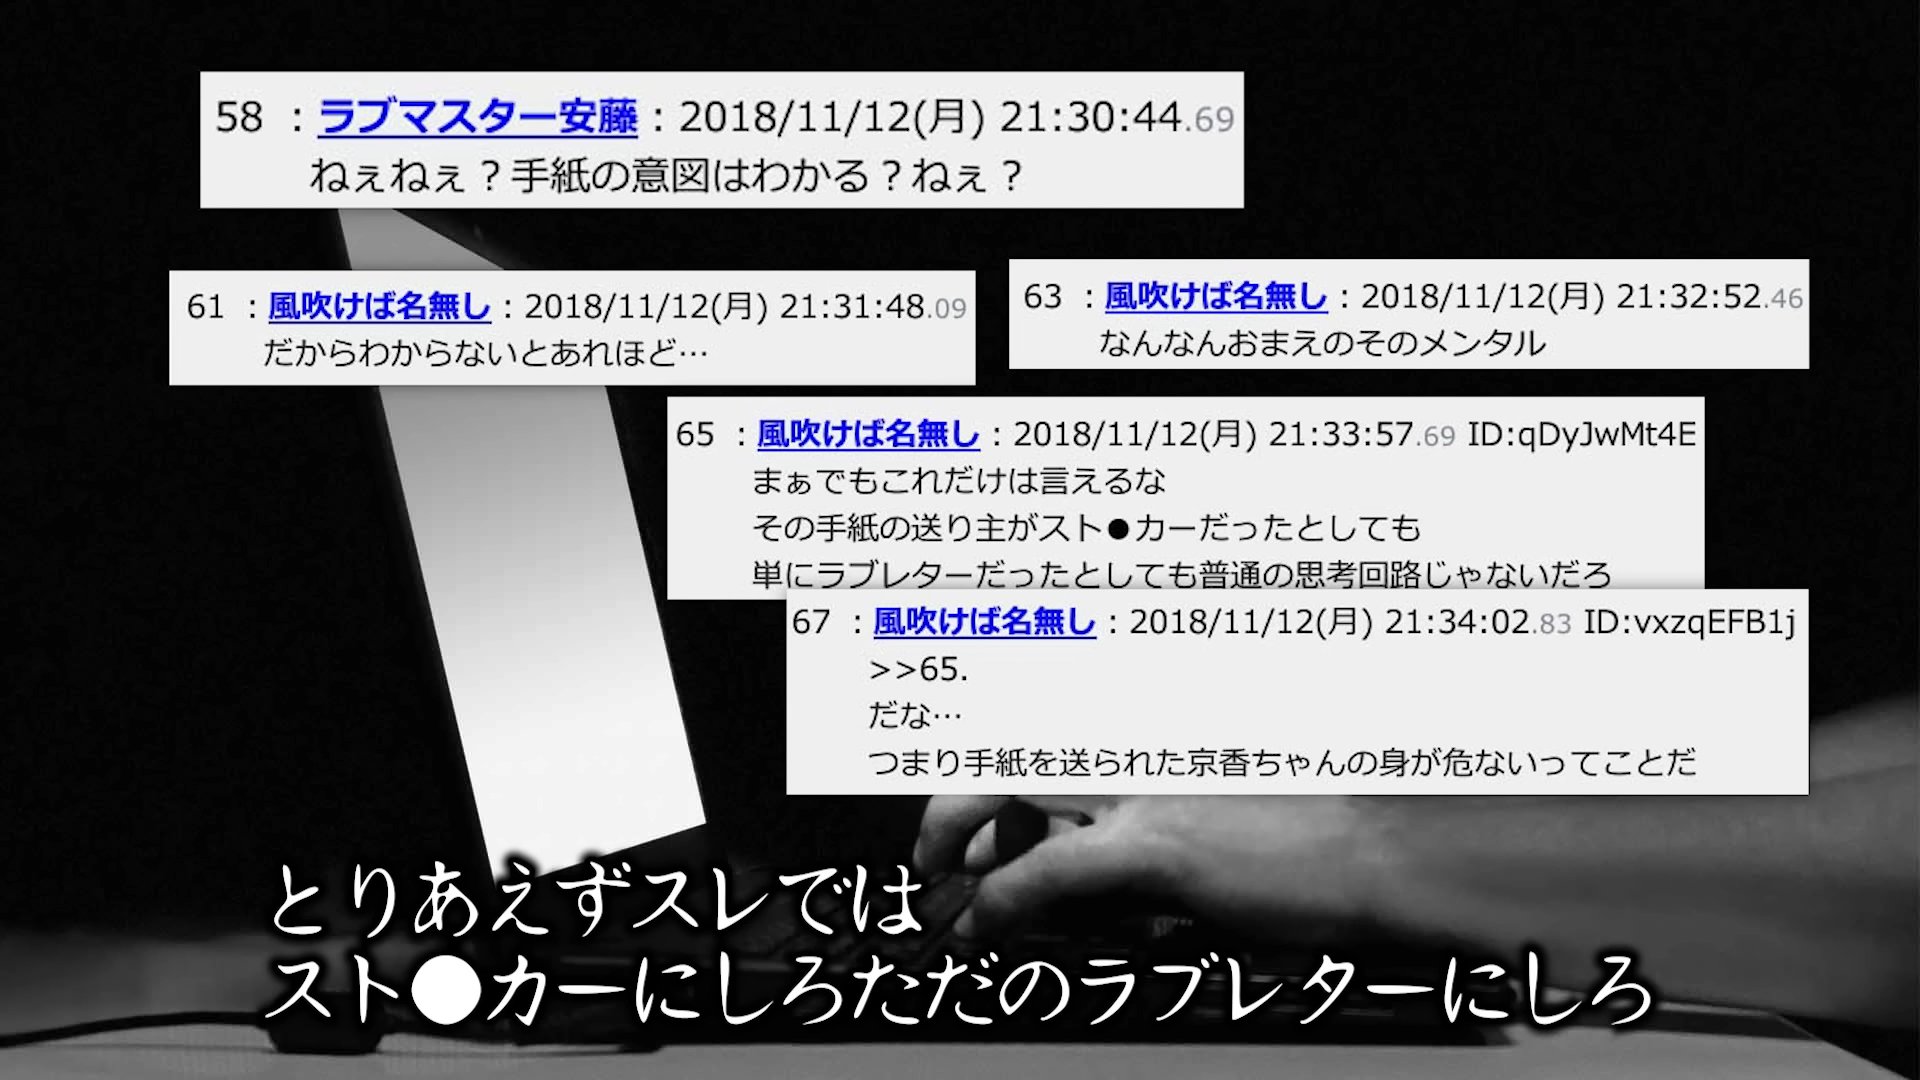 58 ：ラブマスター安藤：2018/11/12(月) 21:30:44.69
ねぇねぇ？手紙の意図はわかる？ねぇ？
61 ：風吹けば名無し：2018/11/12(月) 21:31:48.09
だからわからないとあれほど…
63 ：風吹けば名無し：2018/11/12(月) 21:32:52.46
なんなんおまえのそのメンタル
65 ：風吹けば名無し：2018/11/12(月) 21:33:57.69 ID:qDyJwMt4E
まぁでもこれだけは言えるな
その手紙の送り主がスト●カーだったとしても
単にラブレターだったとしても普通の思考回路じゃないだろ
67 ：風吹けば名無し：2018/11/12(月) 21:34:02.83 ID:vxzqEFB1j
>>65.
だな…
つまり手紙を送られた京香ちゃんの身が危ないってことだ
とりあえずスレでは
スト●カーにしろただのラブレターにしろ